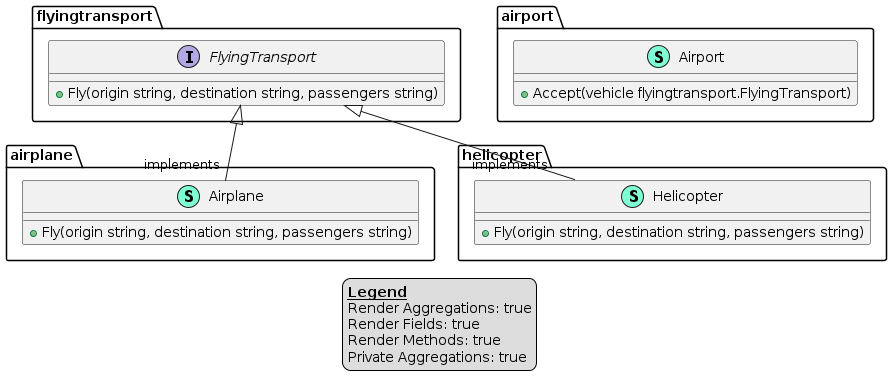 flyingtransport
I FlyingTransport
Fly(origin string, destination string, passengers string)
airport
S Airport
Accept(vehicle flyingtransport.FlyingTransport)
implements
implements
airplane
S Airplane
Fly(origin string, destination string, passengers string)
helicopter
S Helicopter
Fly(origin string, destination string, passengers string)
Legend
Render Aggregations: true
Render Fields: true
Render Methods: true
Private Aggregations: true